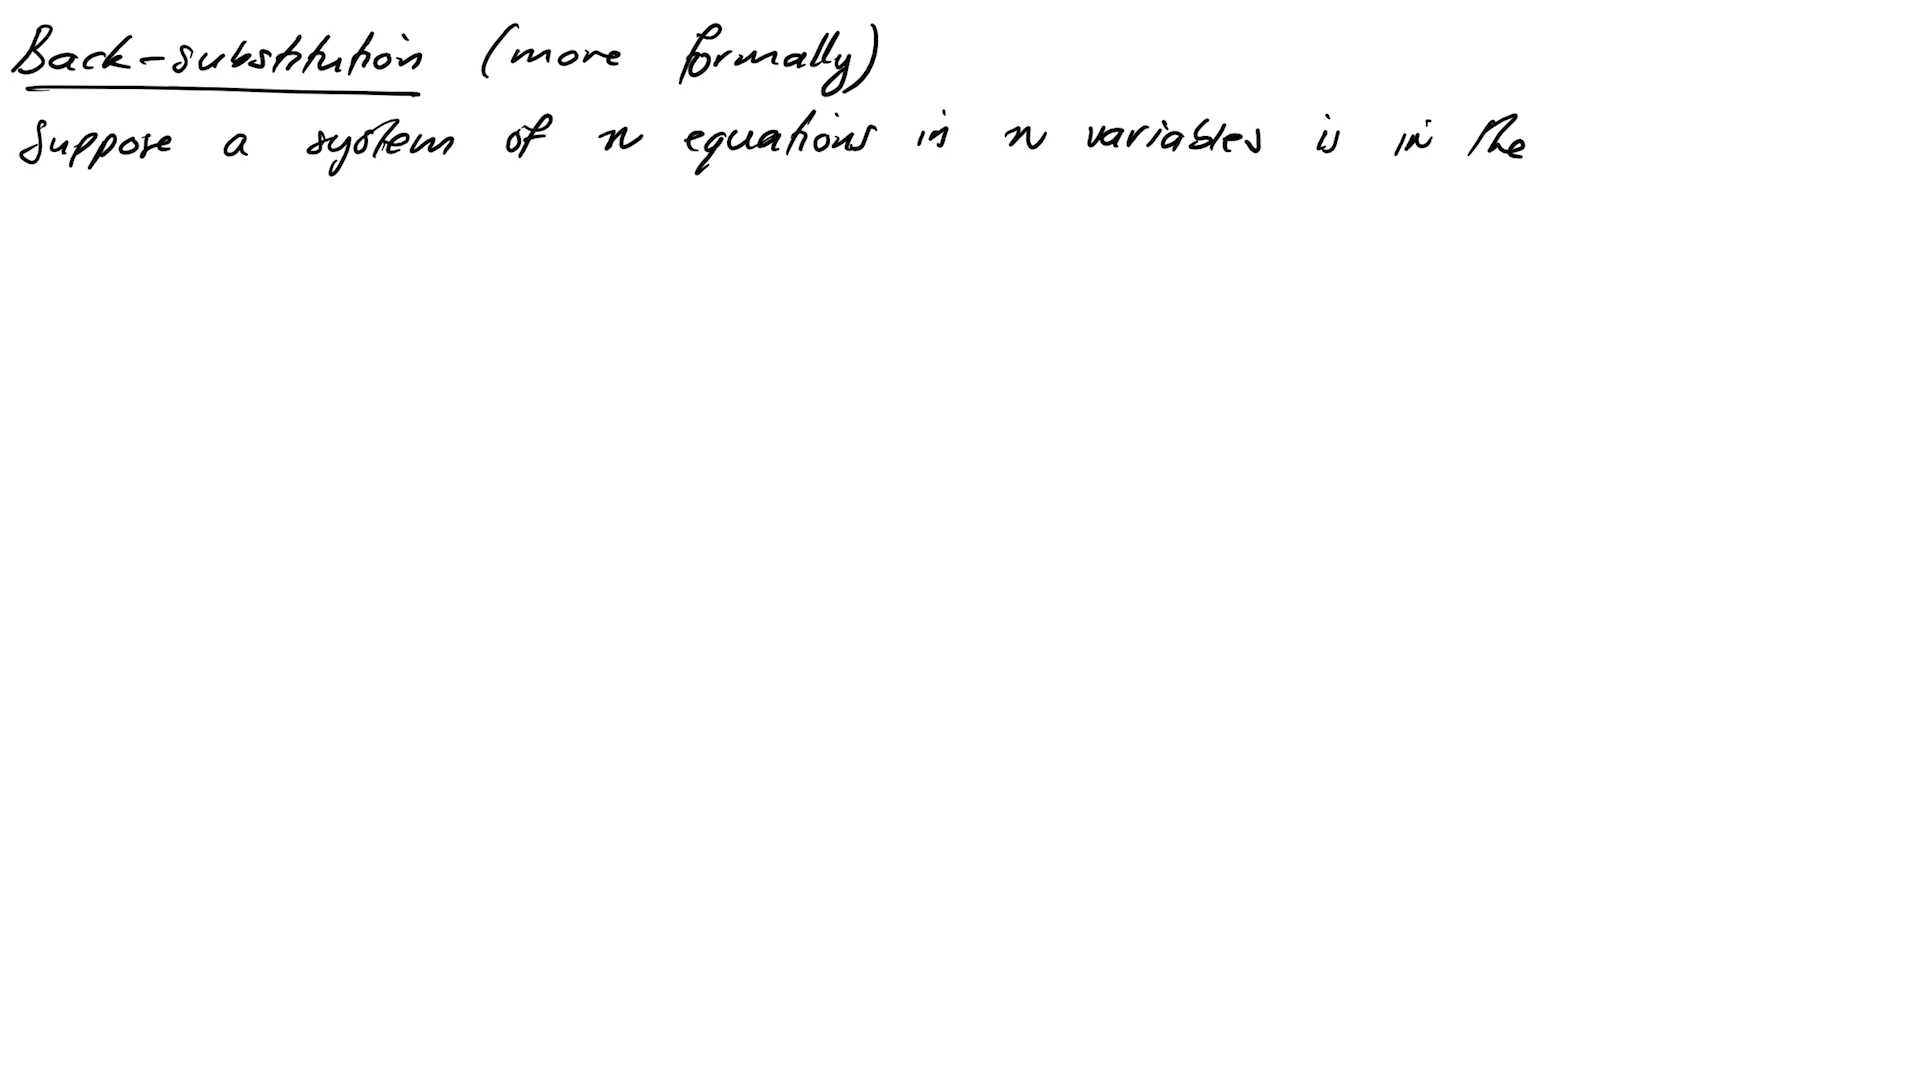 Back-substitution (more formally)
Suppose a system of n equations in n variables is in the